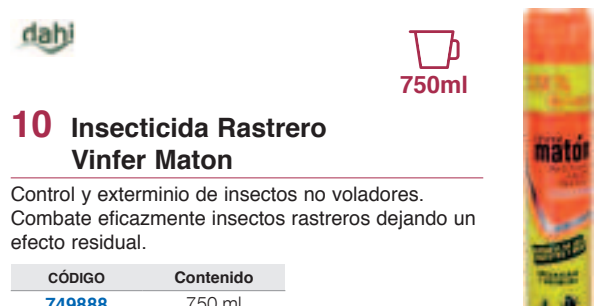 dahi
750ml
10 Insecticida Rastrero
Vinfer Maton
Control y exterminio de insectos no voladores.
Combate eficazmente insectos rastreros dejando un
efecto residual.
CÓDIGO Contenido
749888 750 ml
matón